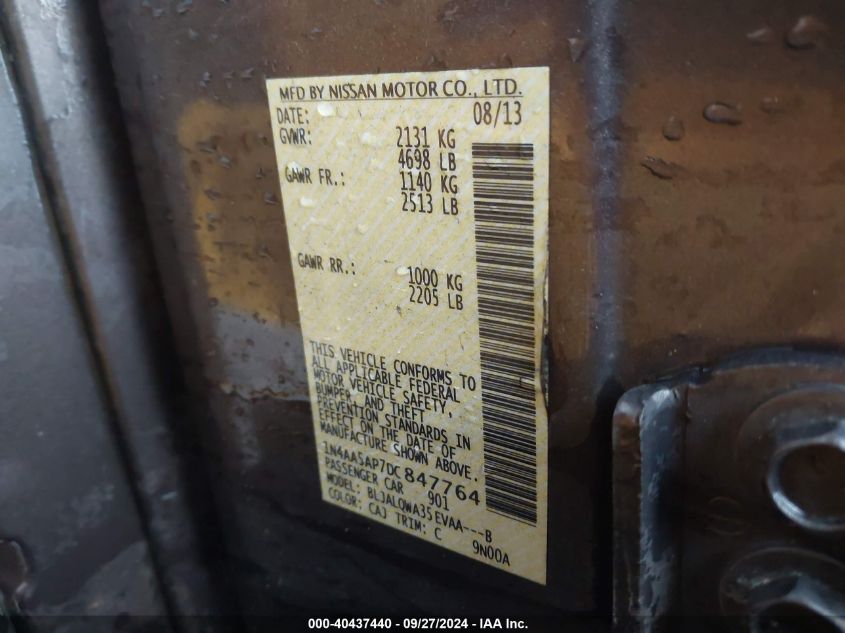 MFD BY NISSAN MOTOR CO., LTD.
DATE: 08/13
GVWR: 2131 KG
4698 LB
GAWR FR.: 1140 KG
2513 LB
GAWR RR.: 1000 KG
2205 LB
THIS VEHICLE CONFORMS TO
ALL APPLICABLE FEDERAL
MOTOR VEHICLE SAFETY,
BUMPER, AND THEFT
PREVENTION STANDARDS IN
EFFECT ON THE DATE OF
MANUFACTURE SHOWN ABOVE.
1N4AA5AP7DC847764
PASSENGER CAR 901
MODEL: BLJALOWA35EVAA---B
COLOR: CAJ TRIM: C 9N00A
000-40437440 - 09/27/2024 - IAA Inc.